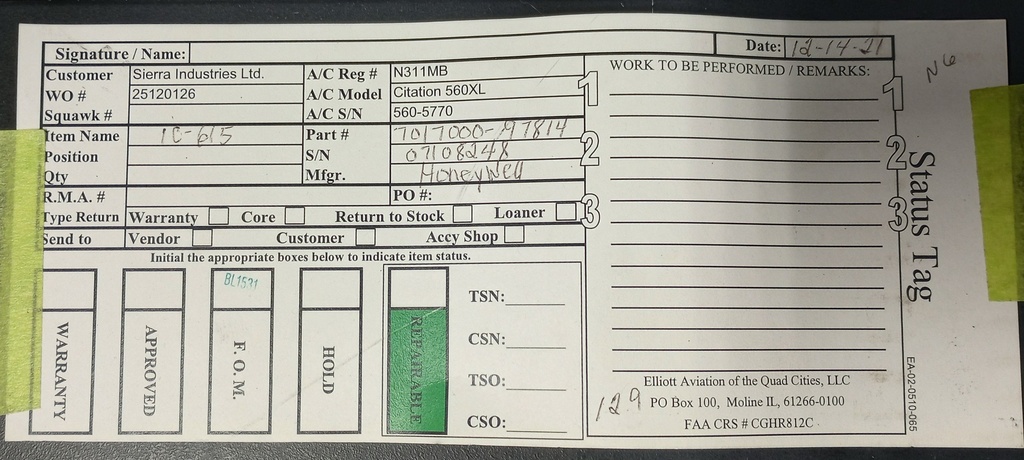 Signature / Name: Date: 12-14-21
Customer Sierra Industries Ltd. A/C Reg # N311MB
WO # 25120126 A/C Model Citation 560XL
Squawk # A/C S/N 560-5770
Item Name IC-615 Part # 7017000-97814
Position S/N 07108248
Qty Mfgr. Honeywell
R.M.A. # PO #:
Type Return Warranty Core Return to Stock Loaner
Send to Vendor Customer Accy Shop
Initial the appropriate boxes below to indicate item status.
WARRANTY
APPROVED
BL1531
F. O. M.
HOLD
REPAIRABLE
TSN:
CSN:
TSO:
CSO:
WORK TO BE PERFORMED / REMARKS:
1
2
3
1
2
3
129
Elliott Aviation of the Quad Cities, LLC
PO Box 100, Moline IL, 61266-0100
FAA CRS # CGHR812C
Status Tag
EA-02-0510-065